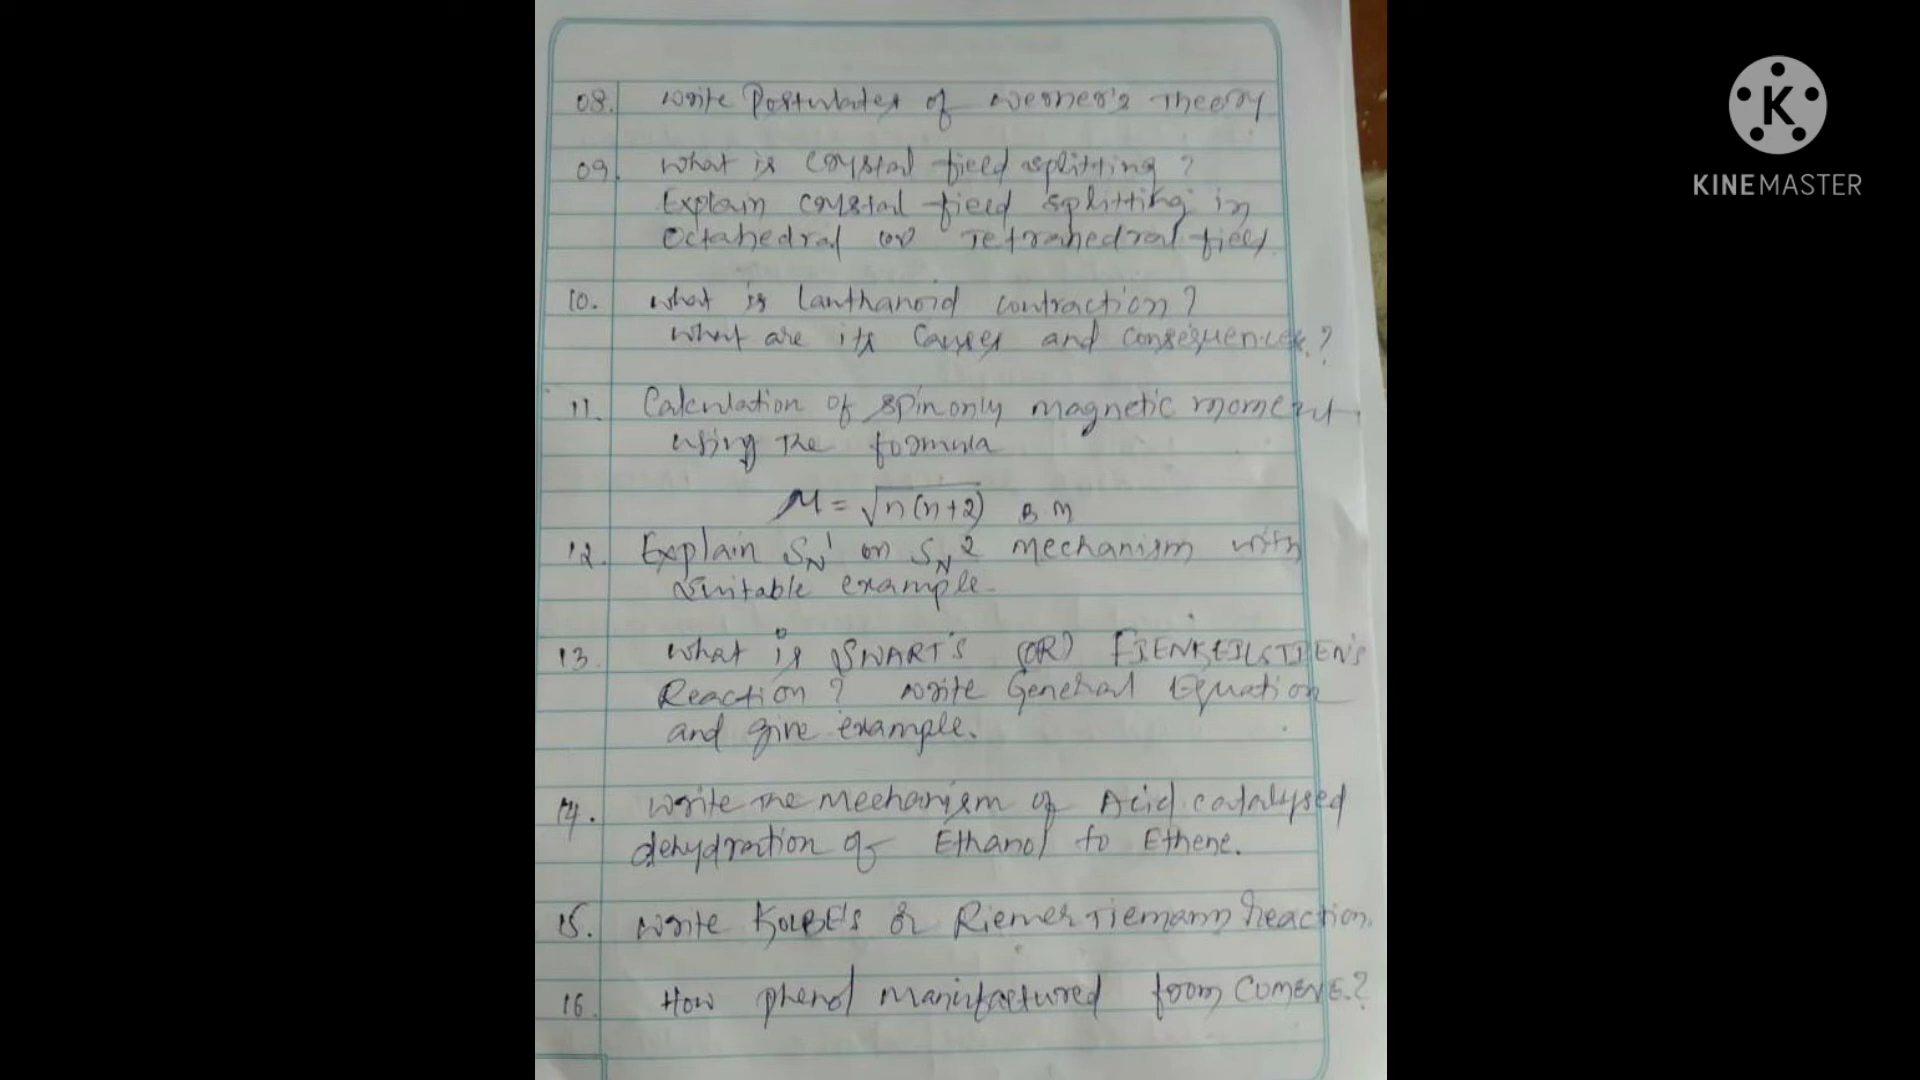 08. Write Postulates of Werner's Theory
09. What is crystal field splitting?
Explain crystal field splitting in
Octahedral (or) Tetrahedral field.
10. What is Lanthanoid contraction?
What are its Causes and Consequences.?
11. Calculation of spin only magnetic moment
using The formula
μ = √n(n+2) B M
12. Explain SN1 or SN2 mechanism with
Suitable example.
13. What is SWART'S (OR) FIENKEILSTIEN'S
Reaction? Write General Equation
and give example.
14. Write The Mechanism of Acid catalysed
dehydration of Ethanol to Ethene.
15. Write KOLBE'S or Riemer Tiemann Reaction.
16. How phenol manufactured from CUMENE.?
K
KINEMASTER